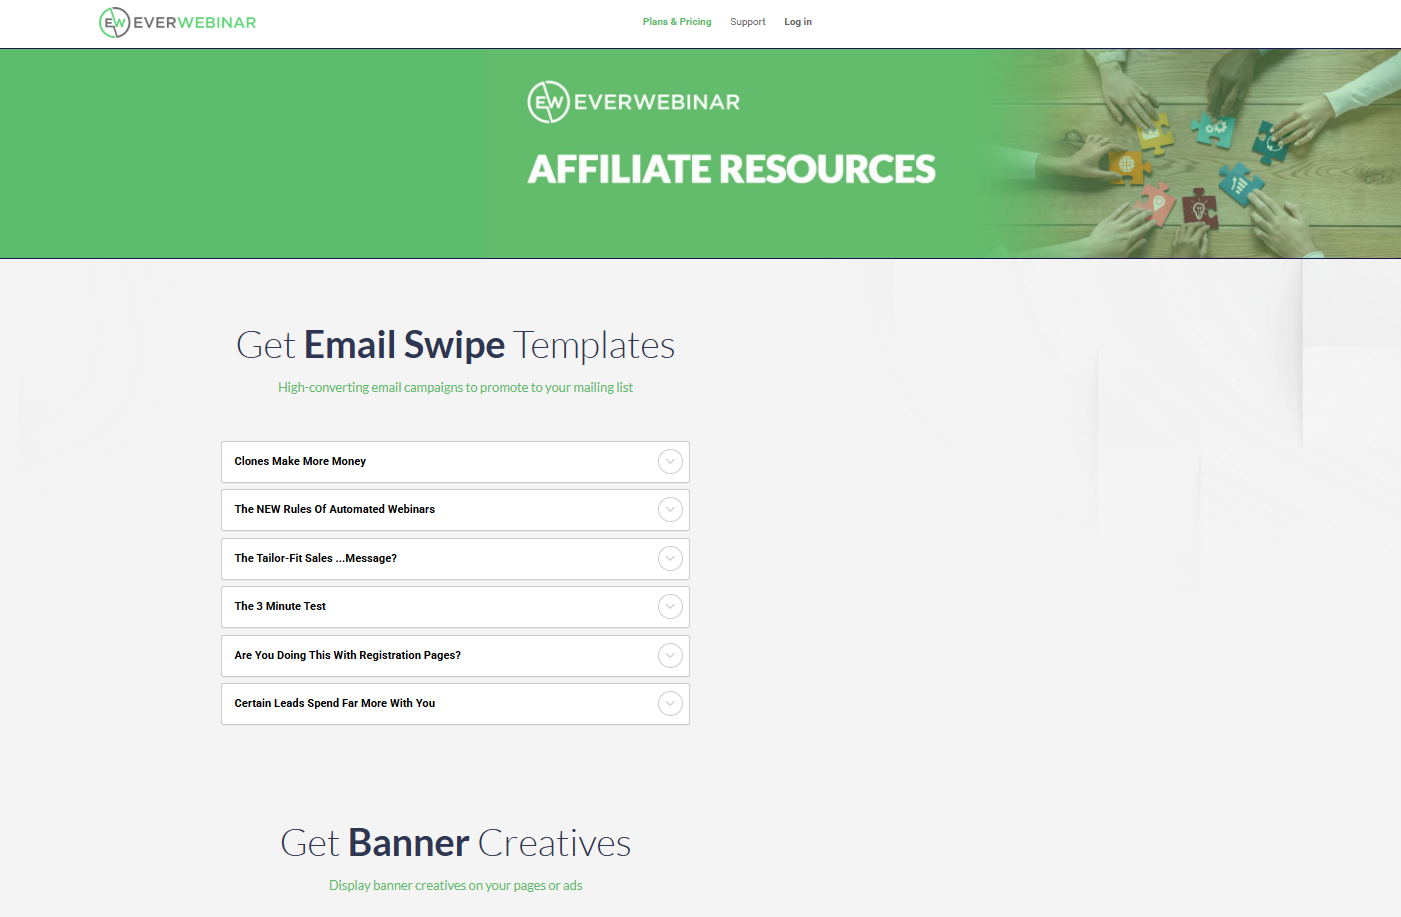 EW EVERWEBINAR
Plans & Pricing Support Log in
EW EVERWEBINAR
AFFILIATE RESOURCES
Get Email Swipe Templates
High-converting email campaigns to promote to your mailing list
Clones Make More Money
The NEW Rules Of Automated Webinars
The Tailor-Fit Sales ...Message?
The 3 Minute Test
Are You Doing This With Registration Pages?
Certain Leads Spend Far More With You
Get Banner Creatives
Display banner creatives on your pages or ads